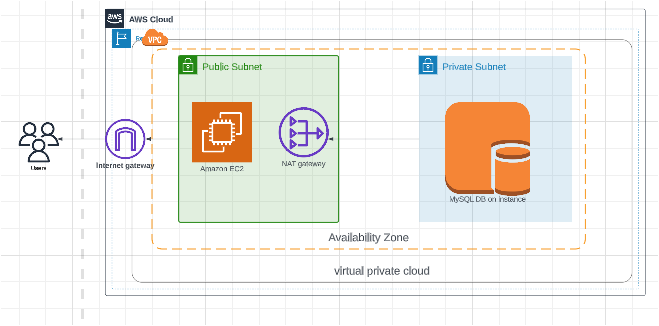 aws
AWS Cloud
VPC
Public Subnet
Private Subnet
Users
Internet gateway
Amazon EC2
NAT gateway
MySQL DB on instance
Availability Zone
virtual private cloud